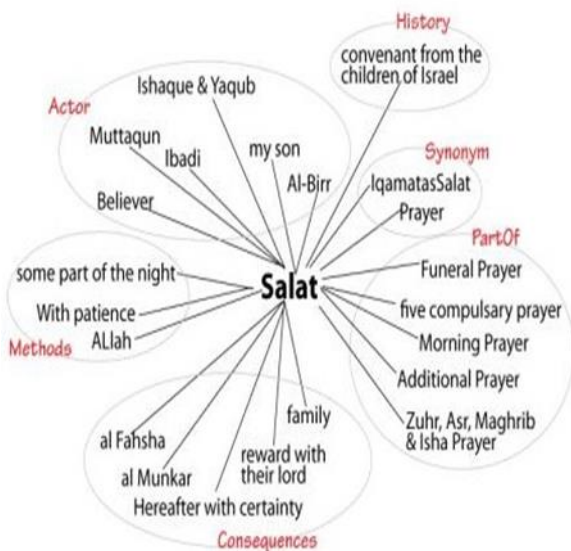 History
convenant from the
children of Israel
Actor
Ishaque & Yaqub
Muttaqun
Ibadi
my son
Al-Birr
Believer
Synonym
IqamatasSalat
Prayer
PartOf
Salat
some part of the night
With patience
ALlah
Methods
Funeral Prayer
five compulsary prayer
Morning Prayer
Additional Prayer
Zuhr, Asr, Maghrib
& Isha Prayer
family
al Fahsha
reward with
their lord
al Munkar
Hereafter with certainty
Consequences